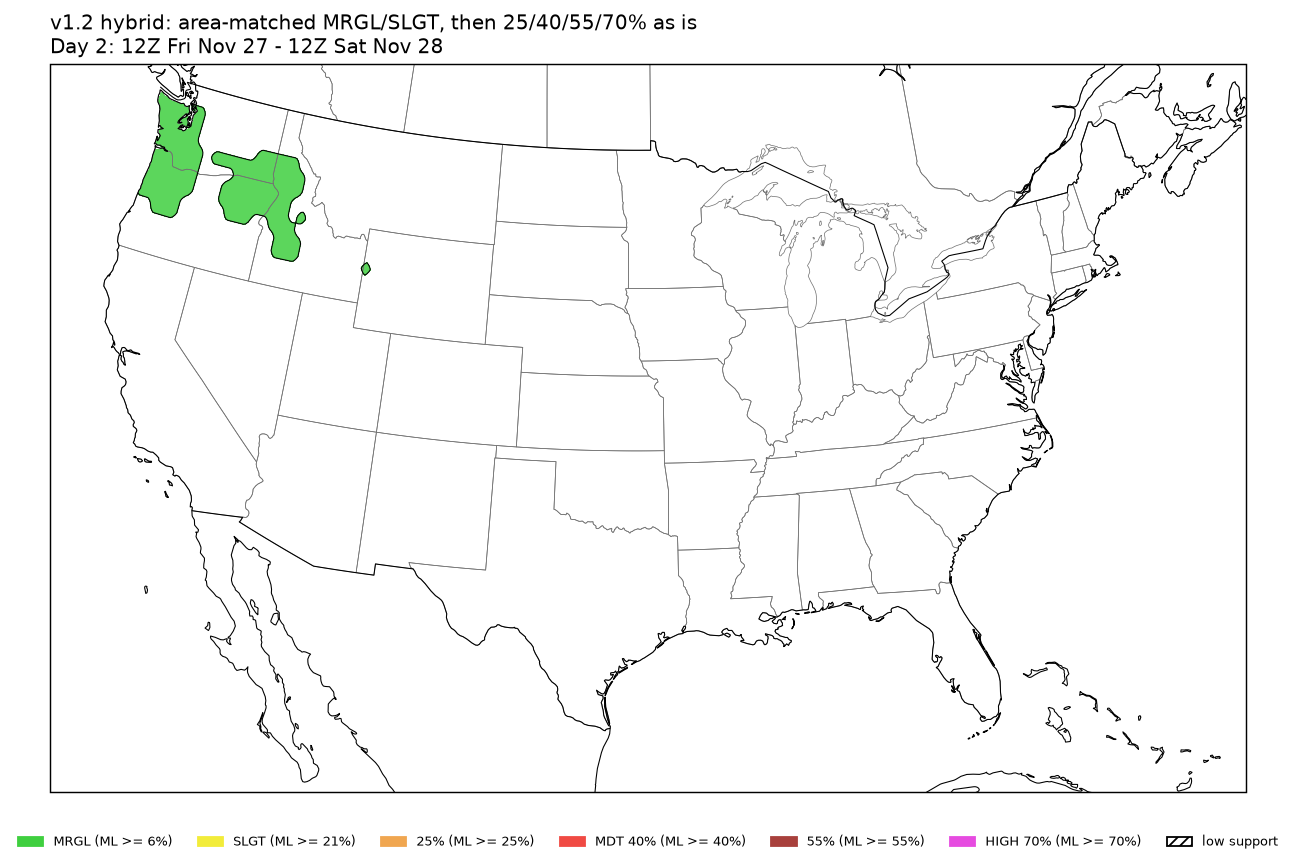 v1.2 hybrid: area-matched MRGL/SLGT, then 25/40/55/70% as is
Day 2: 12Z Fri Nov 27 - 12Z Sat Nov 28
MRGL (ML >= 6%) SLGT (ML >= 21%) 25% (ML >= 25%) MDT 40% (ML >= 40%) 55% (ML >= 55%) HIGH 70% (ML >= 70%) low support